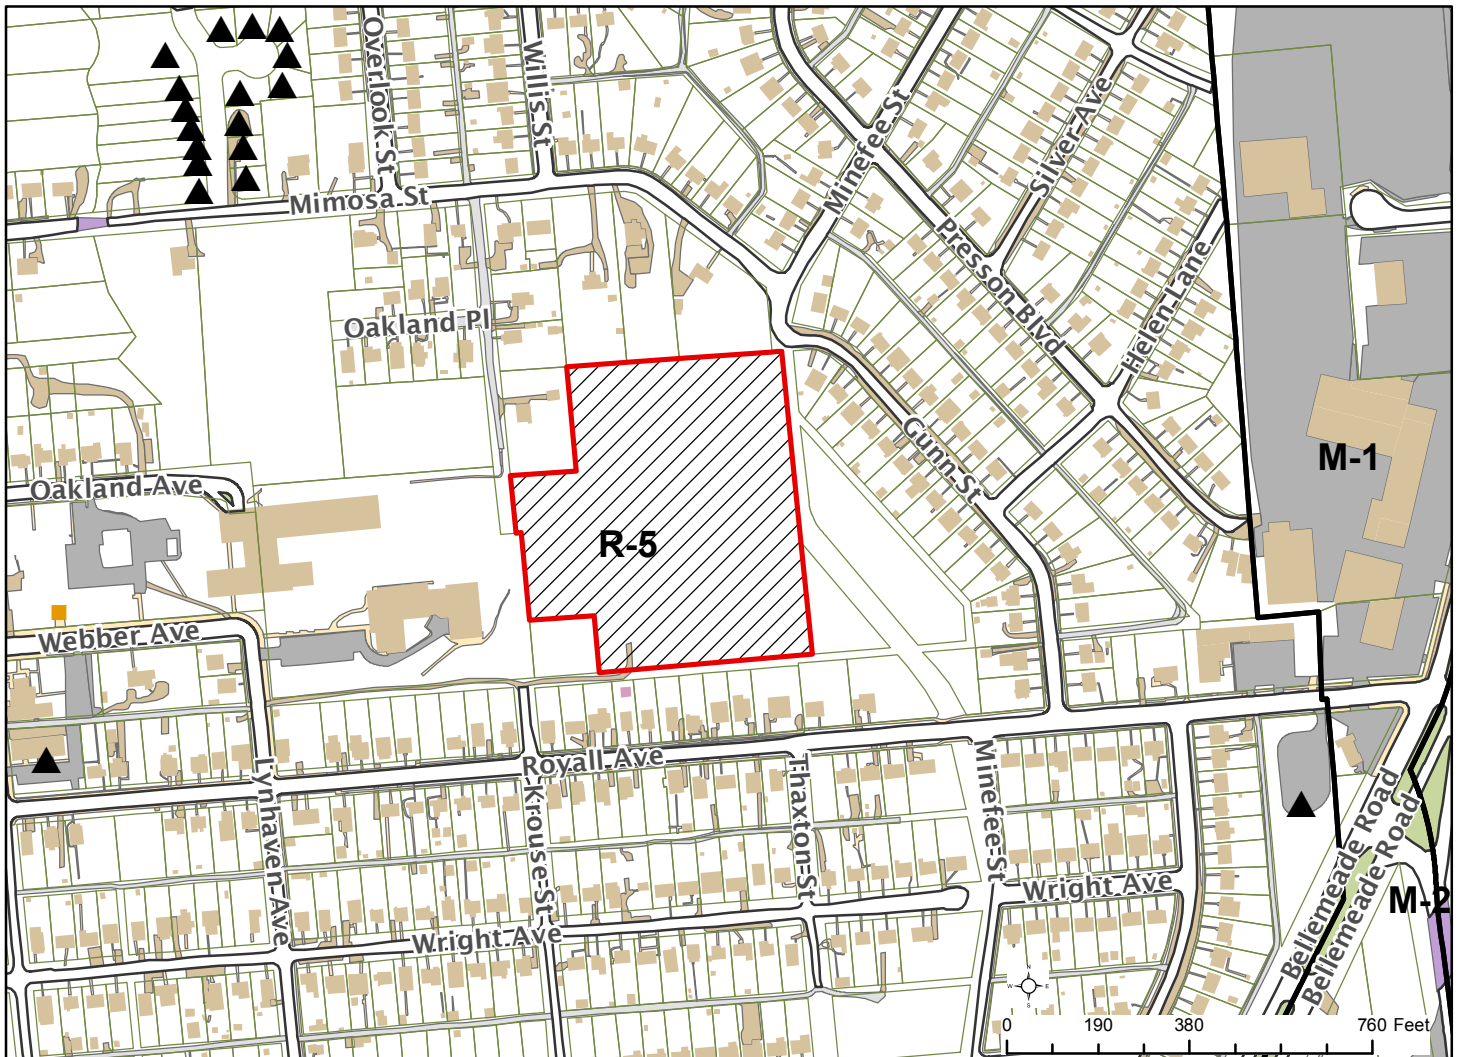 Overlook St
Willis St
Minefee St
Silver Ave
Mimosa St
Presson Blvd
Helen Lane
Oakland Pl
Gunn St
M-1
Oakland Ave
R-5
Webber Ave
Royall Ave
Lynhaven Ave
Krouse St
Thaxton St
Minefee St
Bellemeade Road
Bellemeade Road
Wright Ave
M-2
Wright Ave
N
W E
S
0 190 380 760 Feet